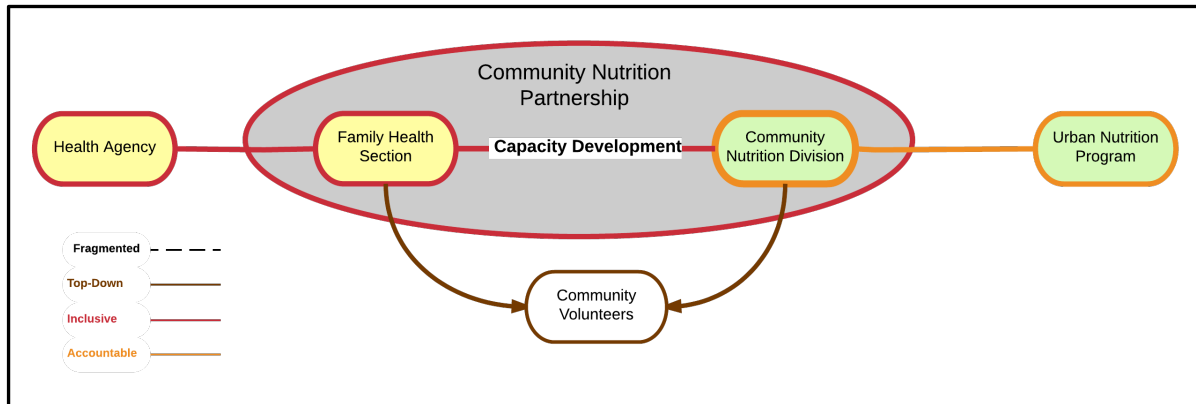 Community Nutrition
Partnership
Health Agency
Family Health
Section
Capacity Development
Community
Nutrition Division
Urban Nutrition
Program
Community
Volunteers
Fragmented
Top-Down
Inclusive
Accountable